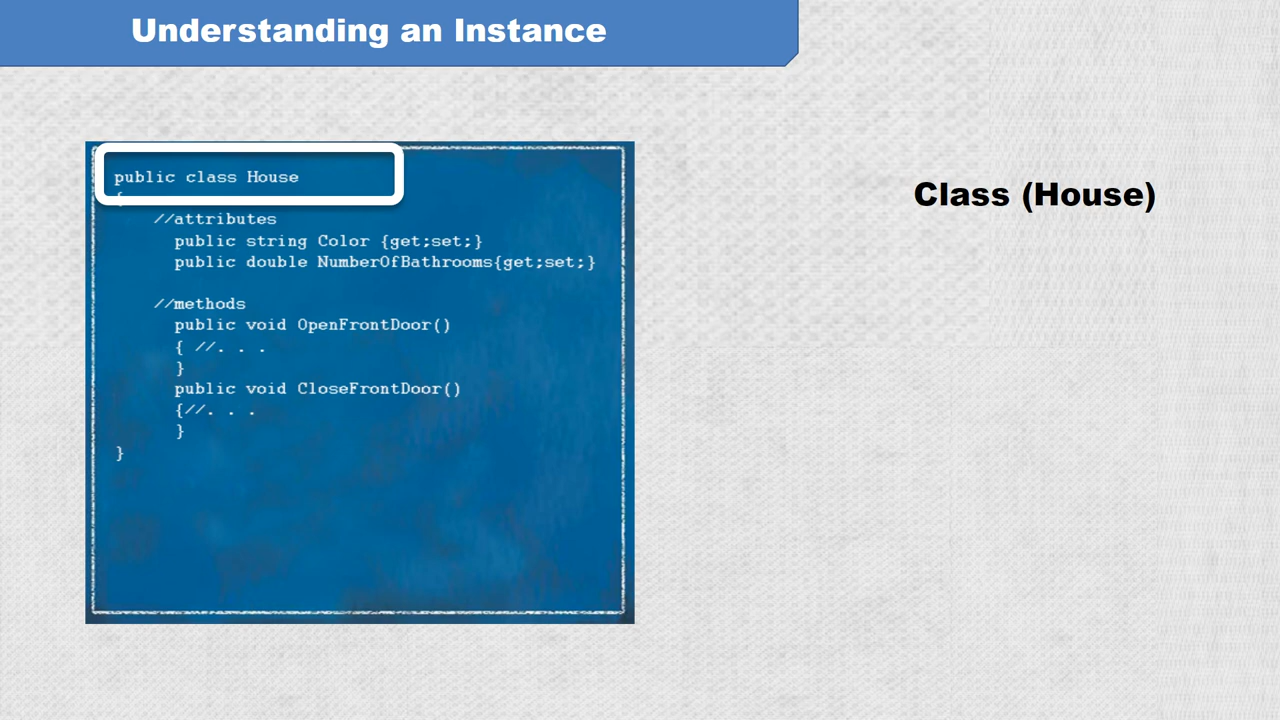 Understanding an Instance
public class House
{
//attributes
public string Color {get;set;}
public double NumberOfBathrooms{get;set;}
//methods
public void OpenFrontDoor()
{ //. . .
}
public void CloseFrontDoor()
{//. . .
}
}
Class (House)